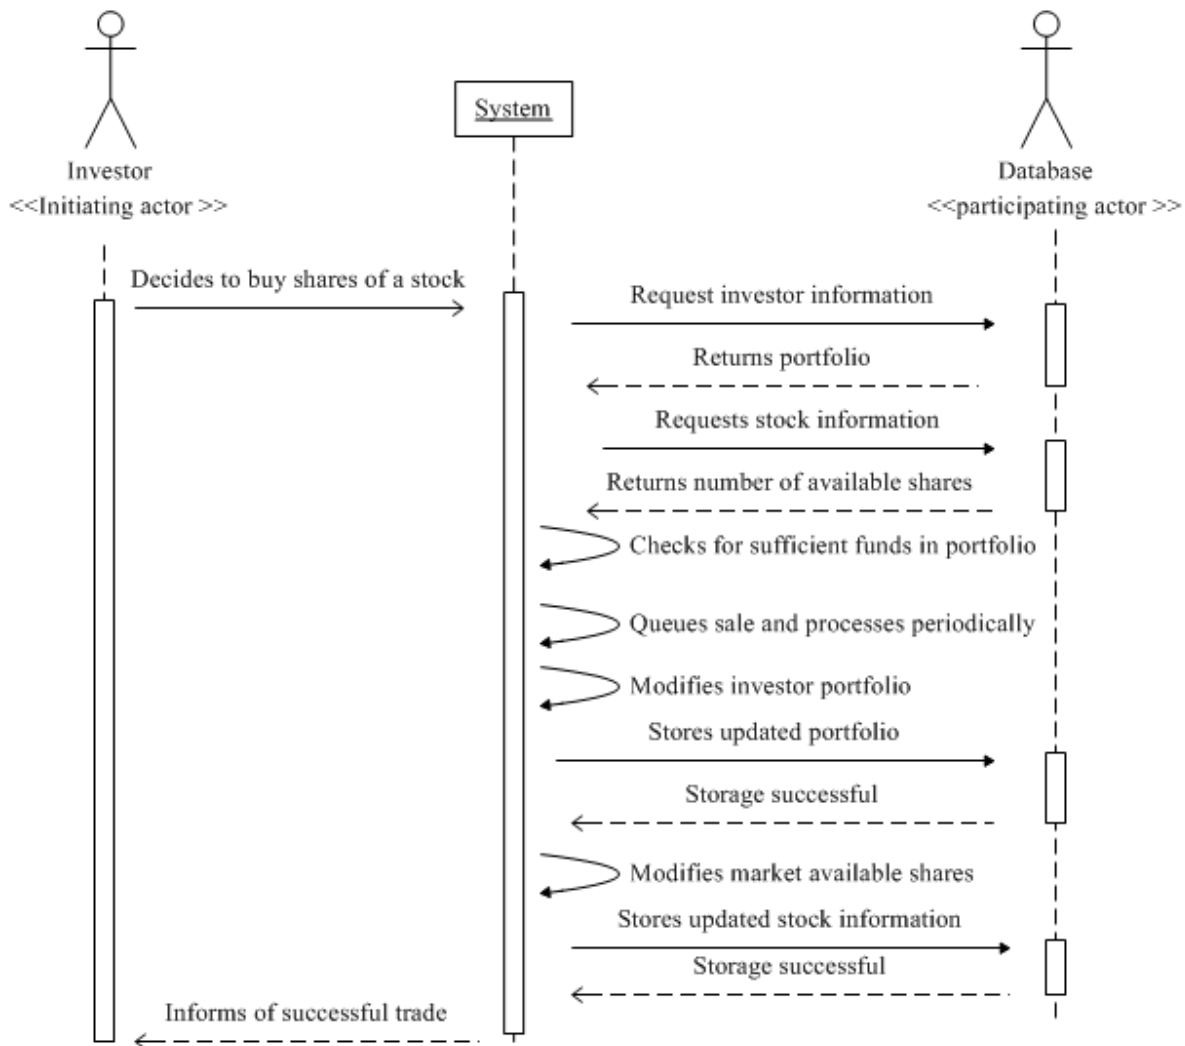 System
Investor
<<Initiating actor >>
Database
<<participating actor >>
Decides to buy shares of a stock
Request investor information
Returns portfolio
Requests stock information
Returns number of available shares
Checks for sufficient funds in portfolio
Queues sale and processes periodically
Modifies investor portfolio
Stores updated portfolio
Storage successful
Modifies market available shares
Stores updated stock information
Storage successful
Informs of successful trade